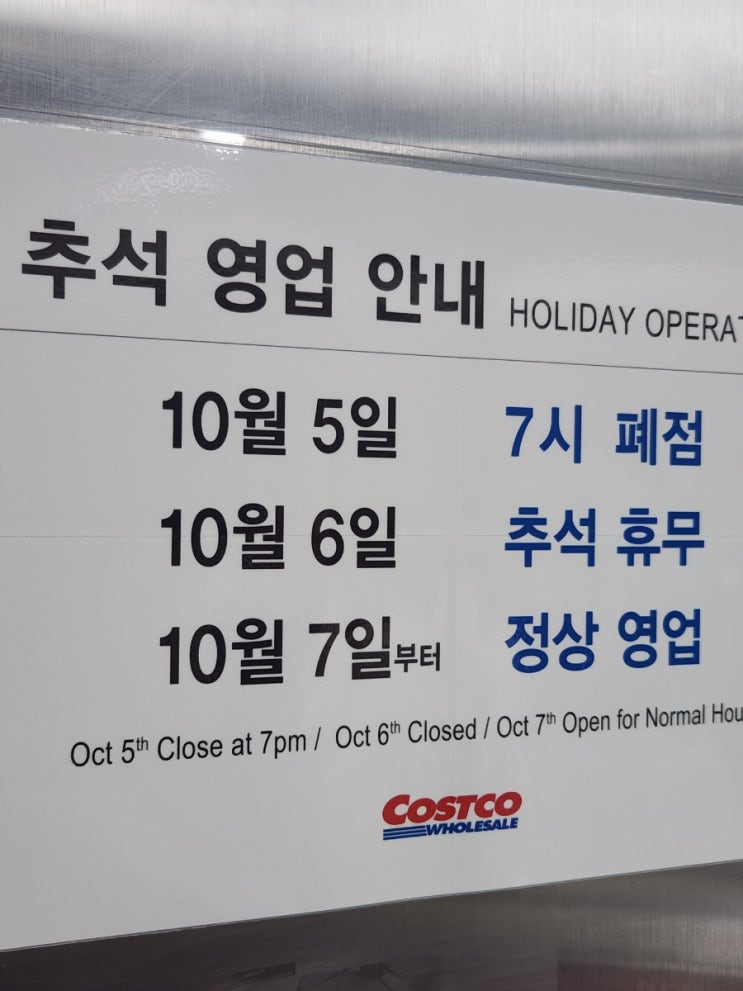 추석 영업 안내 HOLIDAY OPERAT
10월 5일 7시 폐점
10월 6일 추석 휴무
10월 7일부터 정상 영업
Oct 5th Close at 7pm / Oct 6th Closed / Oct 7th Open for Normal Hou
COSTCO
WHOLESALE